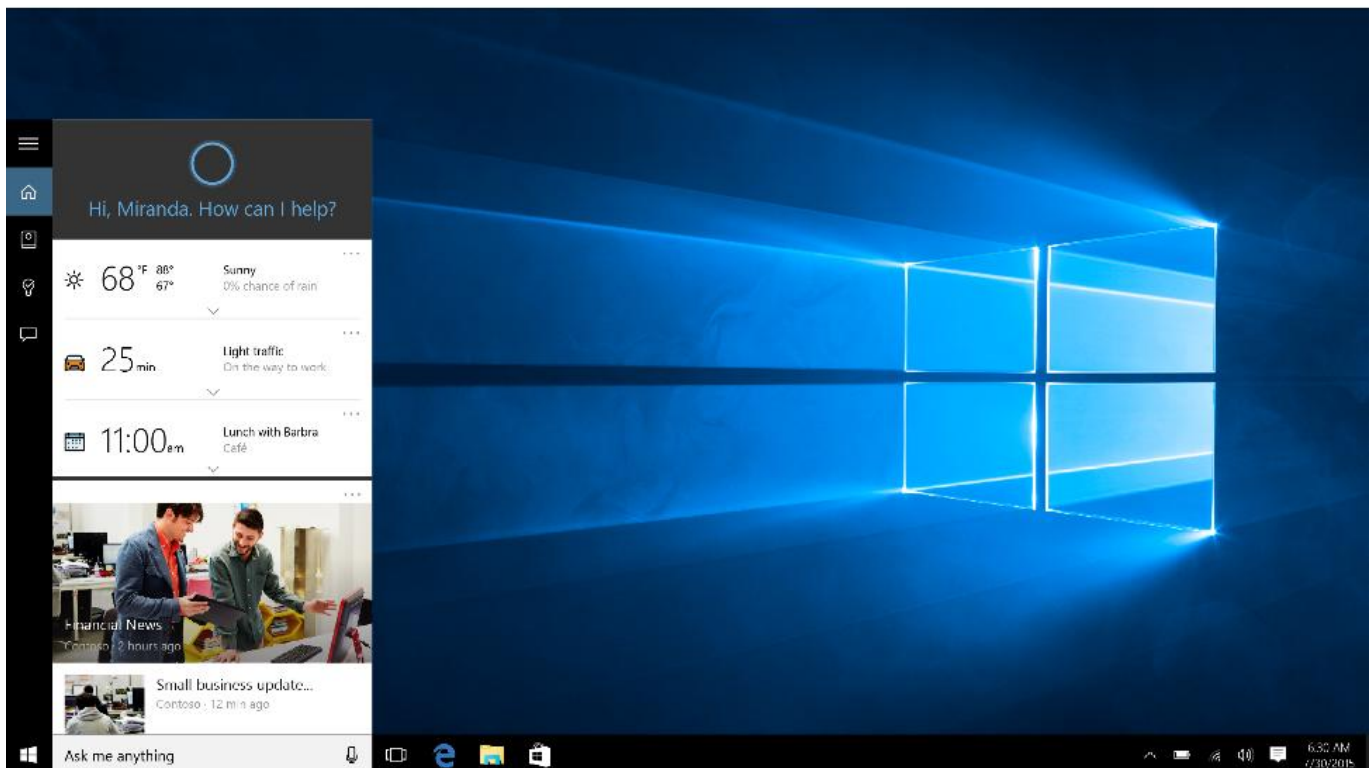 Hi, Miranda. How can I help?
68°F 88° 67°
Sunny
0% chance of rain
25 min
Light traffic
On the way to work
11:00 am
Lunch with Barbra
Café
Financial News
Contoso · 2 hours ago
Small business update...
Contoso · 12 min ago
Ask me anything
6:30 AM
7/30/2015